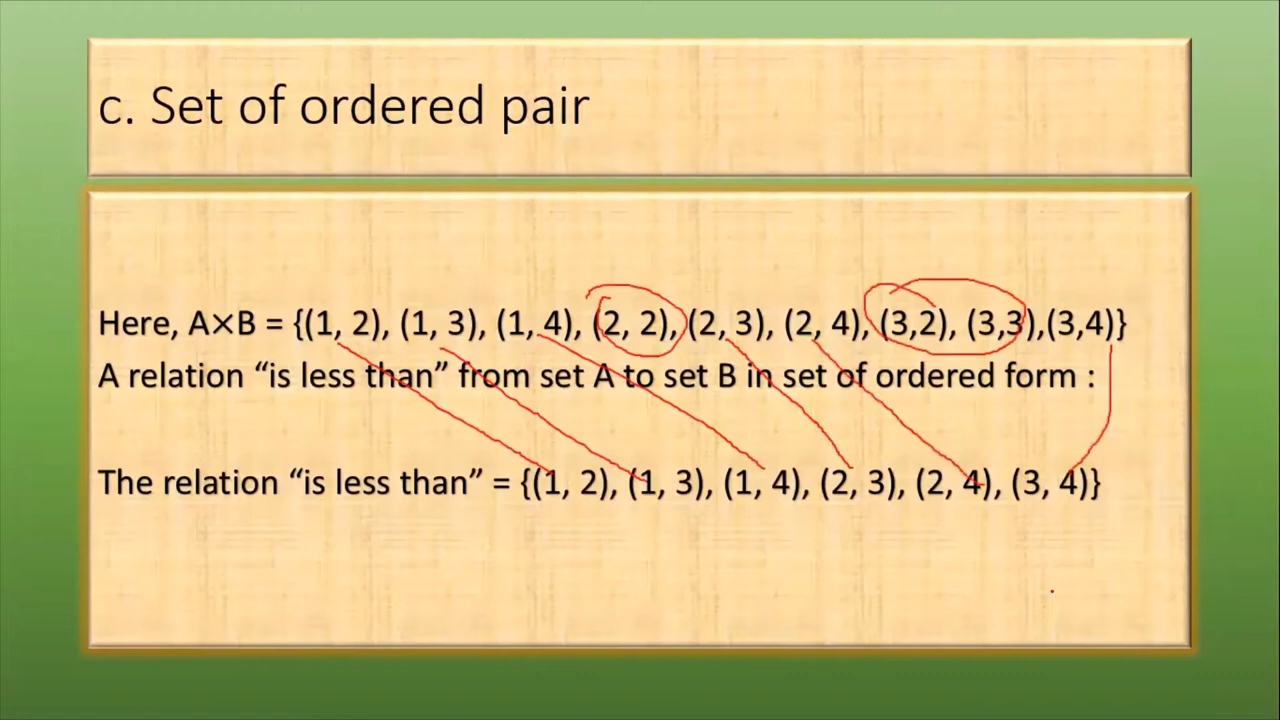 c. Set of ordered pair
Here, A×B = {(1, 2), (1, 3), (1, 4), (2, 2), (2, 3), (2, 4), (3,2), (3,3),(3,4)}
A relation “is less than” from set A to set B in set of ordered form :
The relation “is less than” = {(1, 2), (1, 3), (1, 4), (2, 3), (2, 4), (3, 4)}